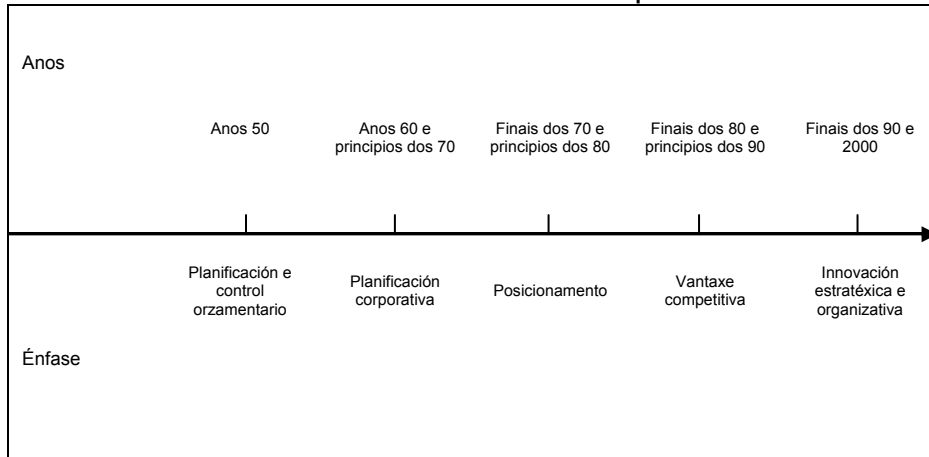 Anos
Anos 50
Anos 60 e
principios dos 70
Finais dos 70 e
principios dos 80
Finais dos 80 e
principios dos 90
Finais dos 90 e
2000
Planificación e
control
orzamentario
Planificación
corporativa
Posicionamento
Vantaxe
competitiva
Innovación
estratéxica e
organizativa
Énfase